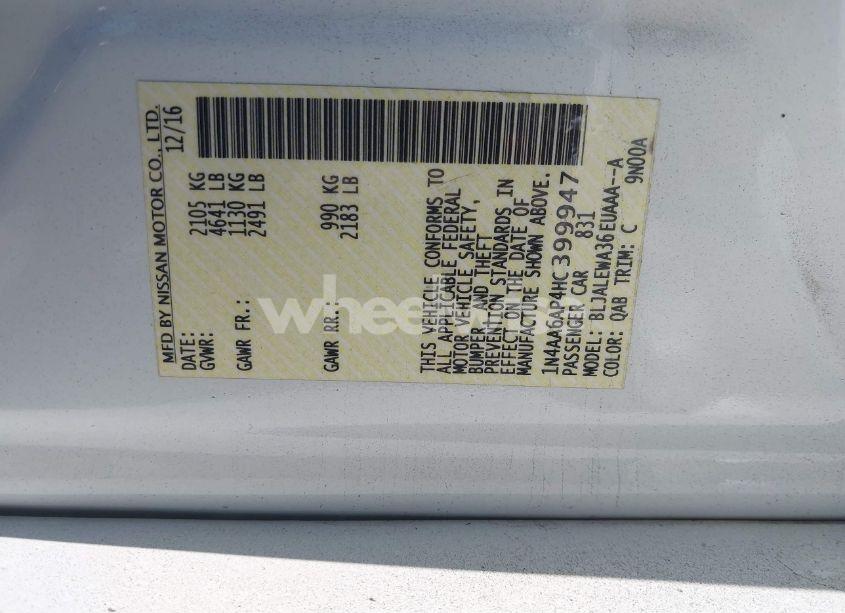 MFD BY NISSAN MOTOR CO., LTD.
DATE: 12/16
GVWR: 2105 KG
4641 LB
GAWR FR.: 1130 KG
2491 LB
GAWR RR.: 990 KG
2183 LB
THIS VEHICLE CONFORMS TO
ALL APPLICABLE FEDERAL
MOTOR VEHICLE SAFETY,
BUMPER, AND THEFT
PREVENTION STANDARDS IN
EFFECT ON THE DATE OF
MANUFACTURE SHOWN ABOVE.
1N4AA6AP4HC399947
PASSENGER CAR 831
MODEL: BLJALEWA36EUAAA--A
COLOR: QAB TRIM: C 9N00A